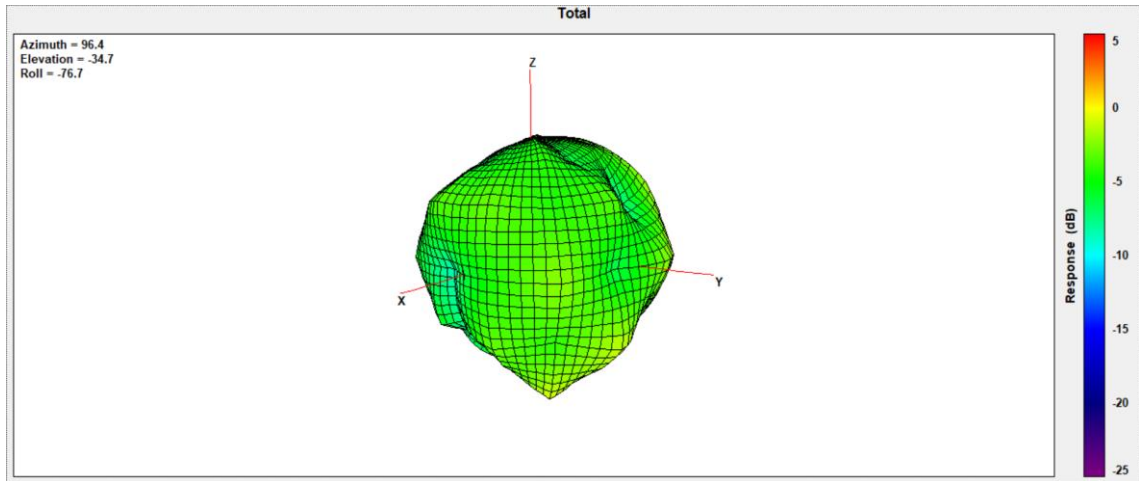 Total
Azimuth = 96.4
Elevation = -34.7
Roll = -76.7
Z
Y
X
5
0
-5
-10
-15
-20
-25
Response (dB)